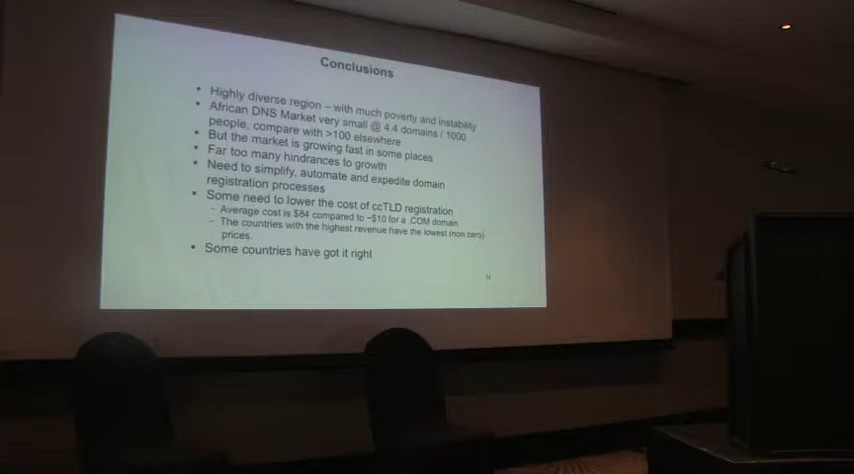 Conclusions
• Highly diverse region – with much poverty and instability
• African DNS Market very small @ 4.4 domains / 1000
people, compare with >100 elsewhere
• But the market is growing fast in some places
• Far too many hindrances to growth
• Need to simplify, automate and expedite domain
registration processes
• Some need to lower the cost of ccTLD registration
- Average cost is $84 compared to ~$10 for a .COM domain
- The countries with the highest revenue have the lowest (non zero)
prices.
• Some countries have got it right